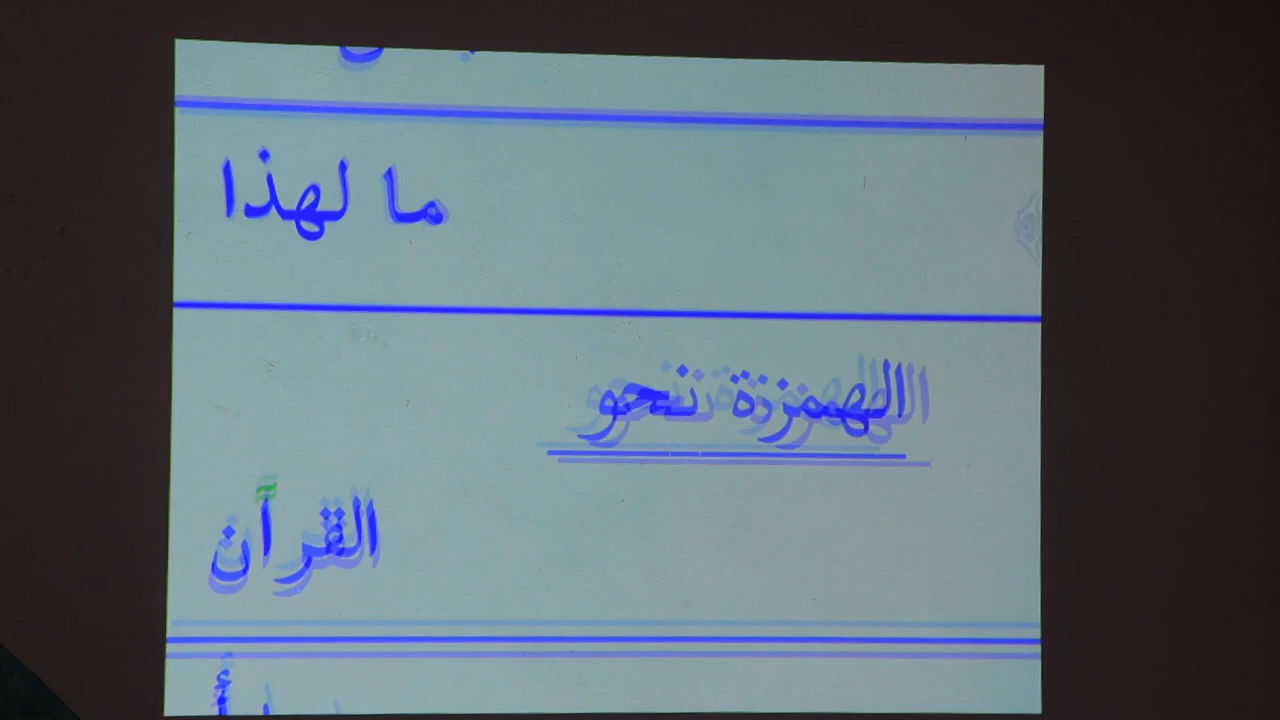 ما لهذا
الهمزة نحو
القرآن